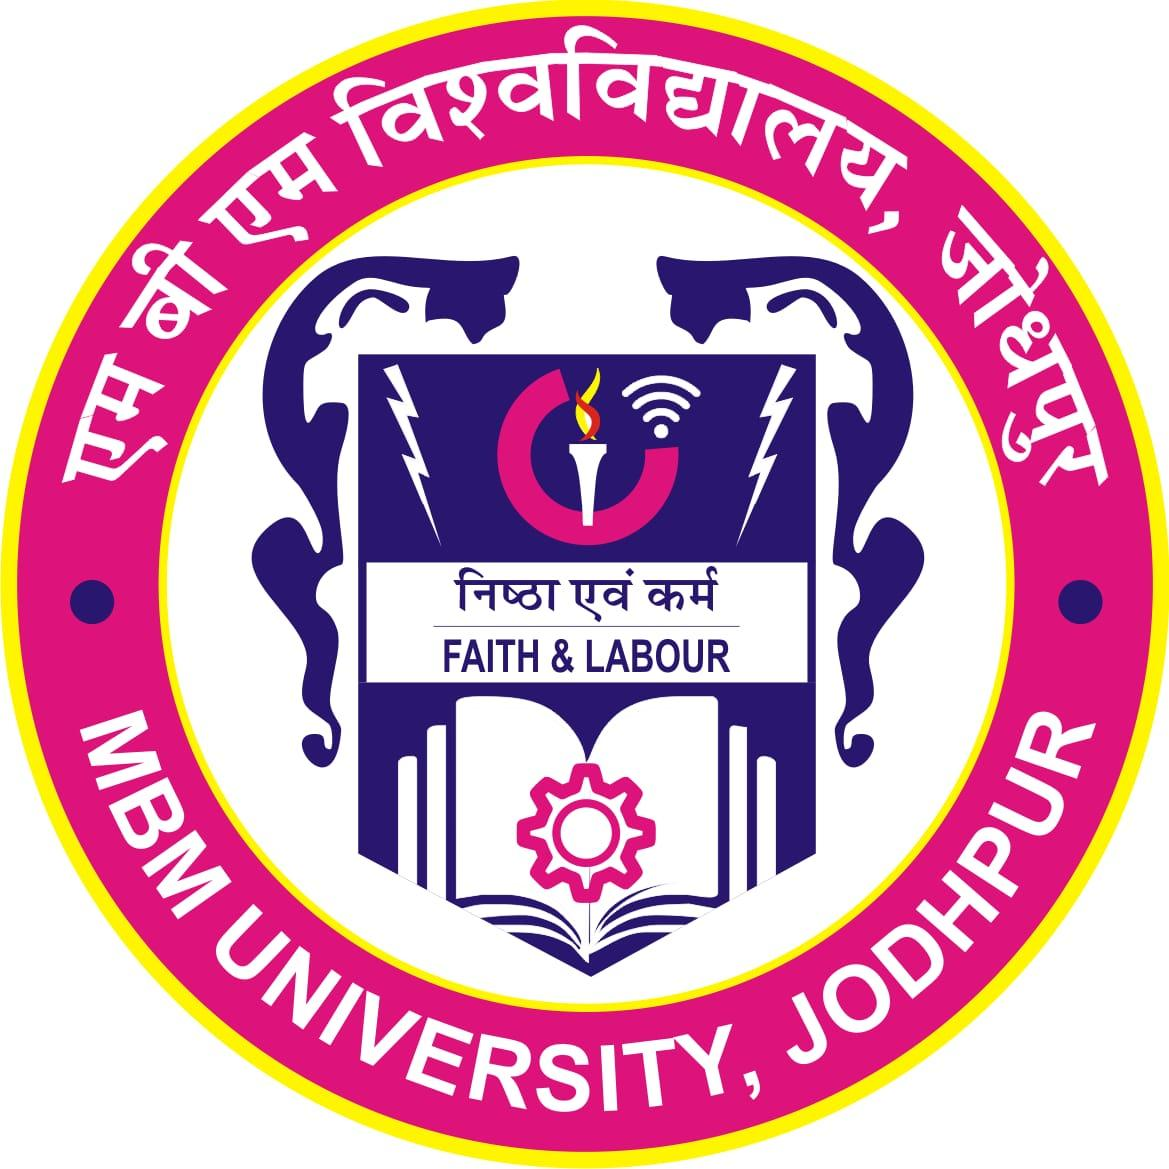 एम बी एम विश्वविद्यालय, जोधपुर
निष्ठा एवं कर्म
FAITH & LABOUR
MBM UNIVERSITY, JODHPUR